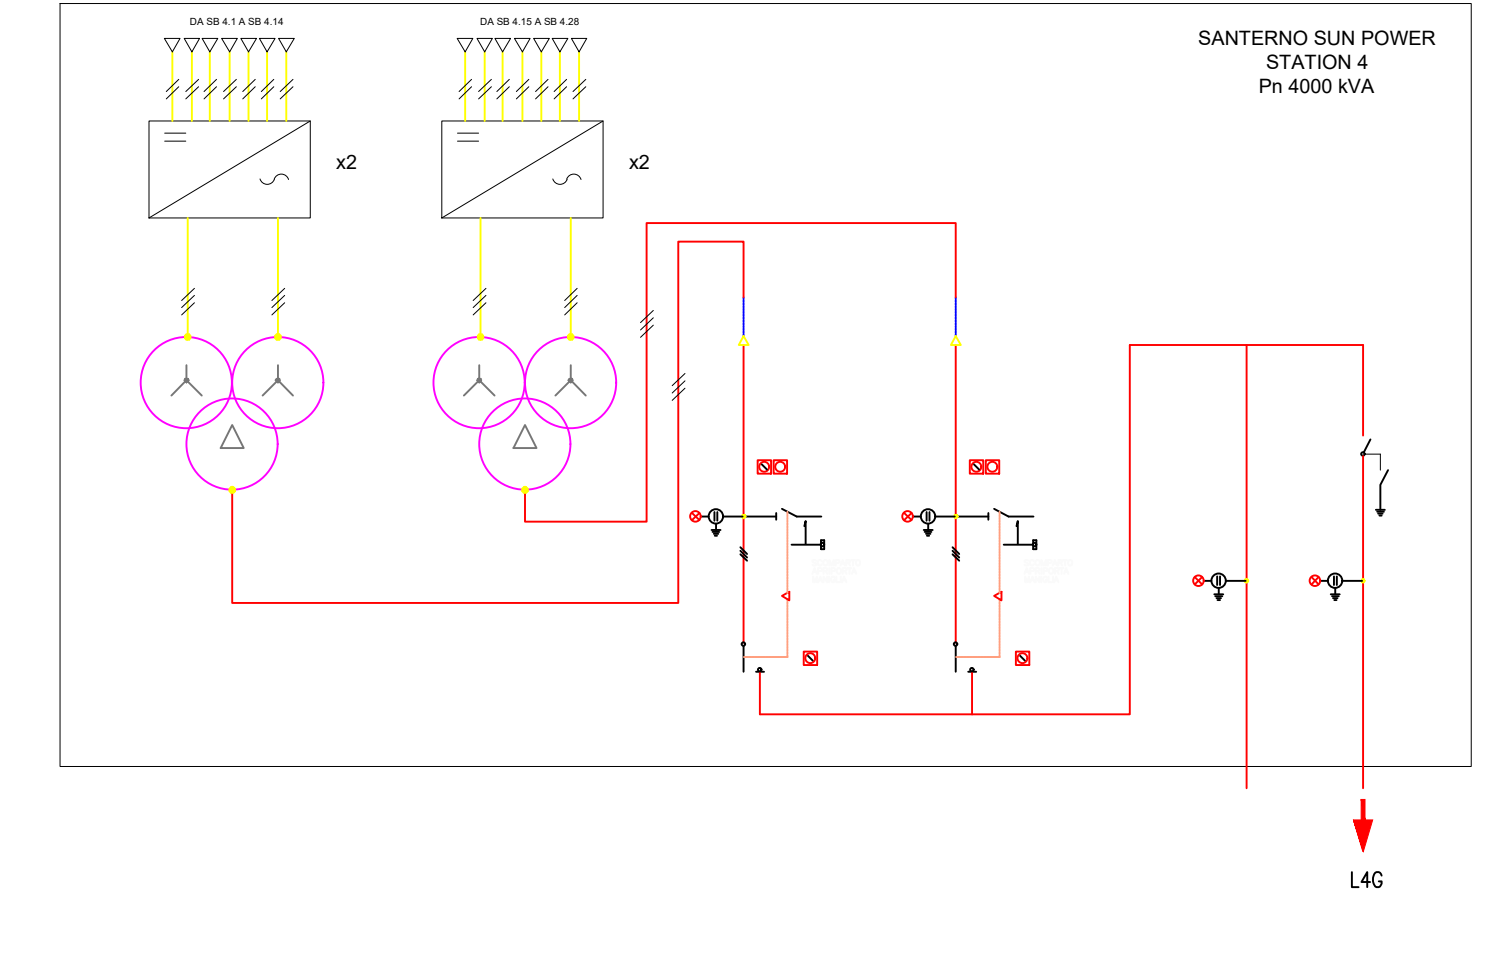 DA SB 4.1 A SB 4.14
DA SB 4.15 A SB 4.28
SANTERNO SUN POWER
STATION 4
Pn 4000 kVA
x2
x2
L4G